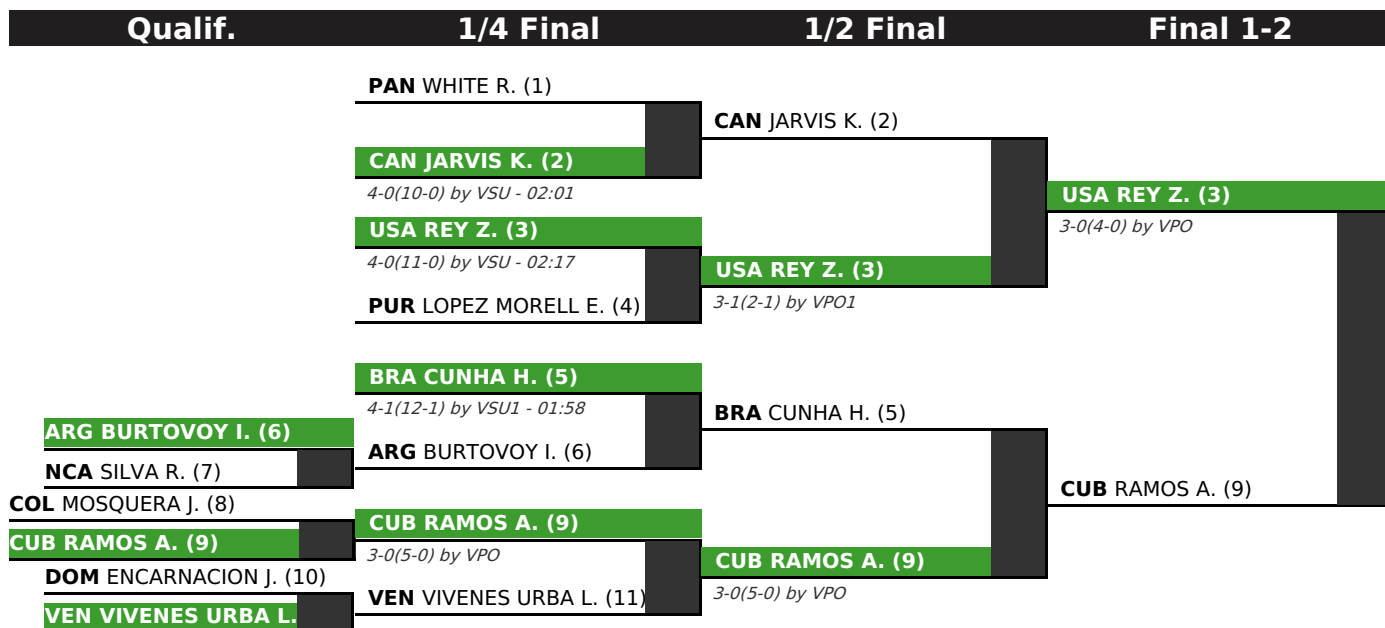 Qualif.
1/4 Final
1/2 Final
Final 1-2
ARG BURTOVOY I. (6)
NCA SILVA R. (7)
COL MOSQUERA J. (8)
CUB RAMOS A. (9)
DOM ENCARNACION J. (10)
VEN VIVENES URBA L.
PAN WHITE R. (1)
CAN JARVIS K. (2)
4-0(10-0) by VSU - 02:01
USA REY Z. (3)
4-0(11-0) by VSU - 02:17
PUR LOPEZ MORELL E. (4)
BRA CUNHA H. (5)
4-1(12-1) by VSU1 - 01:58
ARG BURTOVOY I. (6)
CUB RAMOS A. (9)
3-0(5-0) by VPO
VEN VIVENES URBA L. (11)
CAN JARVIS K. (2)
USA REY Z. (3)
3-1(2-1) by VPO1
BRA CUNHA H. (5)
CUB RAMOS A. (9)
3-0(5-0) by VPO
USA REY Z. (3)
3-0(4-0) by VPO
CUB RAMOS A. (9)